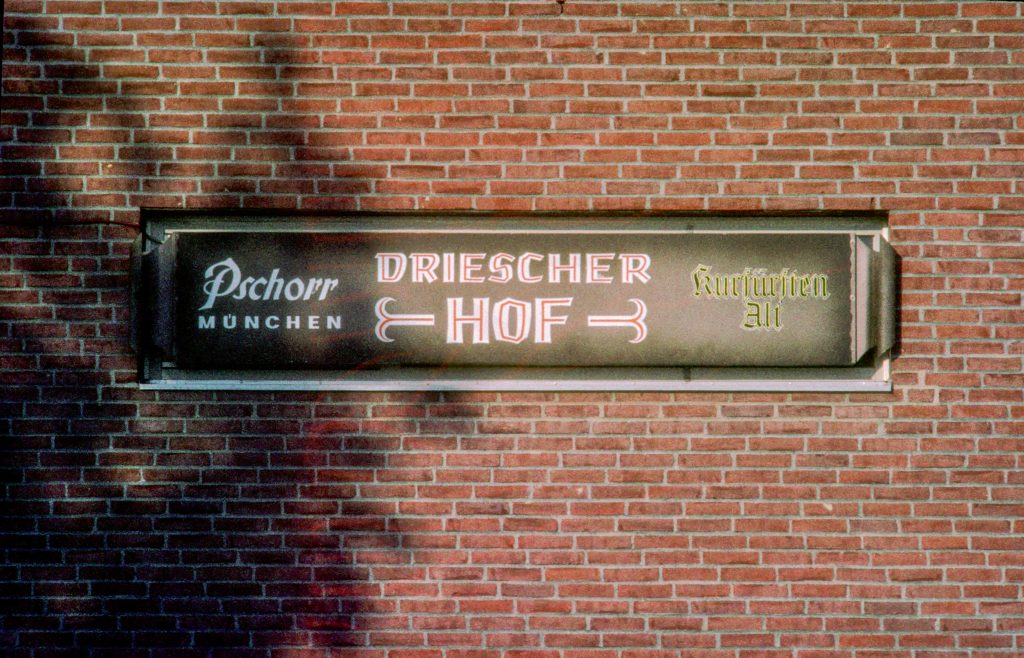 Pschorr
MÜNCHEN
DRIESCHER
HOF
Kurfürsten
Alt